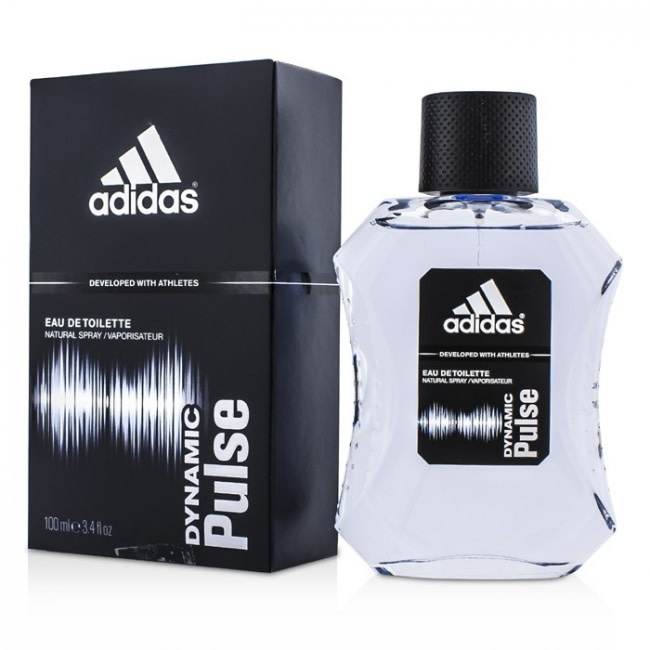 adidas®
DEVELOPED WITH ATHLETES
EAU DE TOILETTE
NATURAL SPRAY / VAPORISATEUR
DYNAMIC
Pulse
100 ml e 3.4 fl oz
adidas
DEVELOPED WITH ATHLETES
EAU DE TOILETTE
NATURAL SPRAY / VAPORISATEUR
DYNAMIC
Pulse